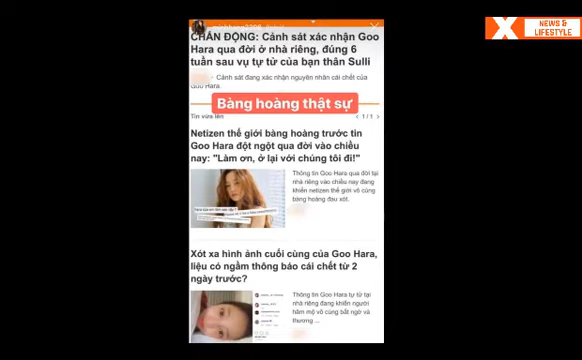 X NEWS &
LIFESTYLE
CHẤN ĐỘNG: Cảnh sát xác nhận Goo
Hara qua đời ở nhà riêng, đúng 6
tuần sau vụ tự tử của bạn thân Sulli
Cảnh sát đang xác nhận nguyên nhân cái chết của
Goo Hara.
Bàng hoàng thật sự
Tin vừa lên
‹ 1 / 1 ›
Netizen thế giới bàng hoàng trước tin
Goo Hara đột ngột qua đời vào chiều
nay: "Làm ơn, ở lại với chúng tôi đi!"
Thông tin Goo Hara qua đời tại
nhà riêng vào chiều nay đang
khiến netizen thế giới vô cùng
bàng hoàng đau xót.
Xót xa hình ảnh cuối cùng của Goo Hara,
liệu có ngầm thông báo cái chết từ 2
ngày trước?
Thông tin Goo Hara tự tử tại
nhà riêng đang khiến người
hâm mộ vô cùng bất ngờ và
thương ...